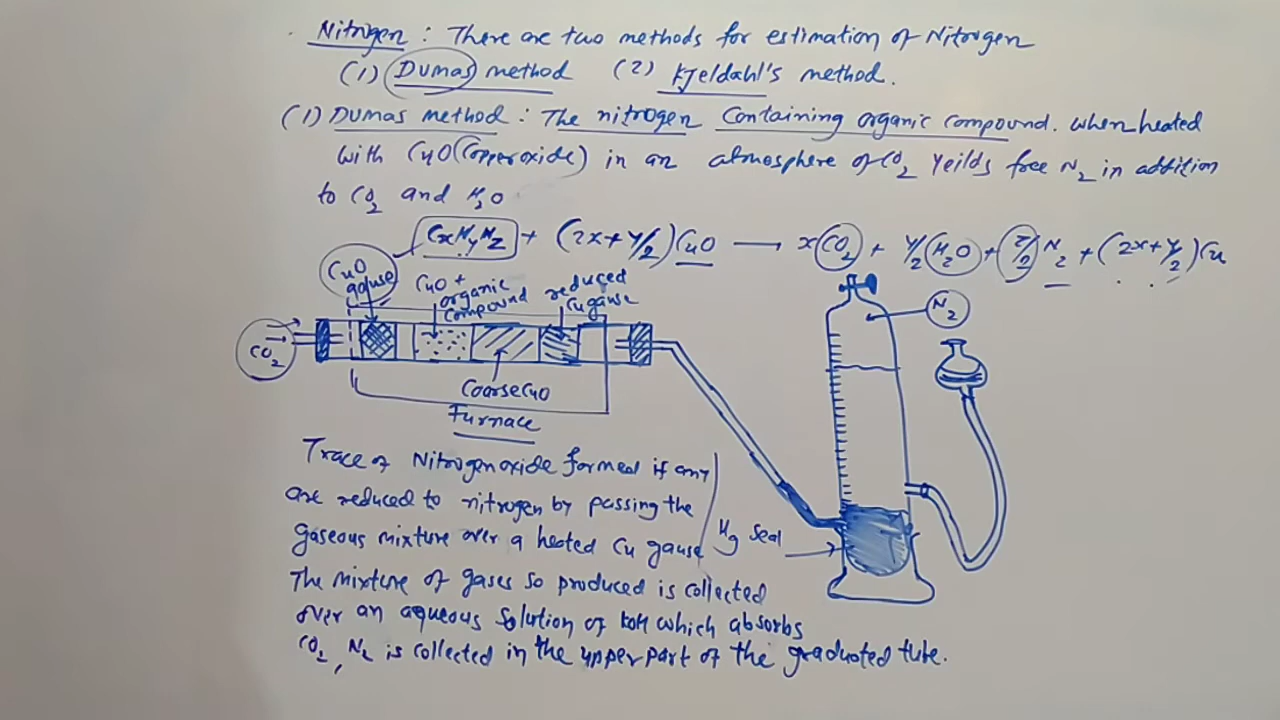 Nitrogen : There are two methods for estimation of Nitrogen
(1) Dumas method (2) KJeldahl's method.
(1) Dumas method : The nitrogen containing organic compound. when heated
with CuO (Copper oxide) in an atmosphere of CO2 yeilds free N2 in addition
to CO2 and H2O
CxHyNz + (2x+y/2) CuO → xCO2 + y/2(H2O) + z/2 N2 + (2x+y/2) Cu
CuO gause
CuO + organic compound
reduced Cu gause
N2
CO2
Coarse CuO
Furnace
Trace of Nitrogen oxide formed if any
are reduced to nitrogen by passing the
gaseous mixture over a heated Cu gause
Hg seal
The mixture of gases so produced is collected
over an aqueous solution of KOH which absorbs
CO2, N2 is collected in the upper part of the graduated tube.